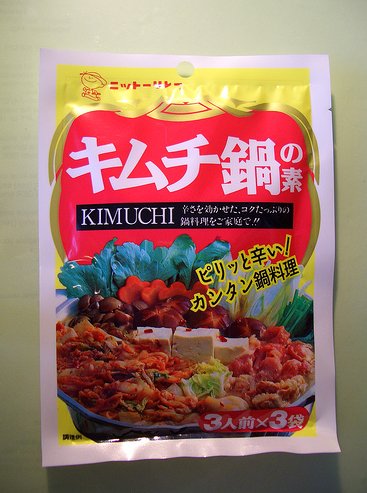 ニットーリレー
キムチ鍋の素
KIMUCHI
辛さを効かせた、コクたっぷりの
鍋料理をご家庭で!!
ピリッと辛い!
カンタン鍋料理
3人前×3袋
調理例